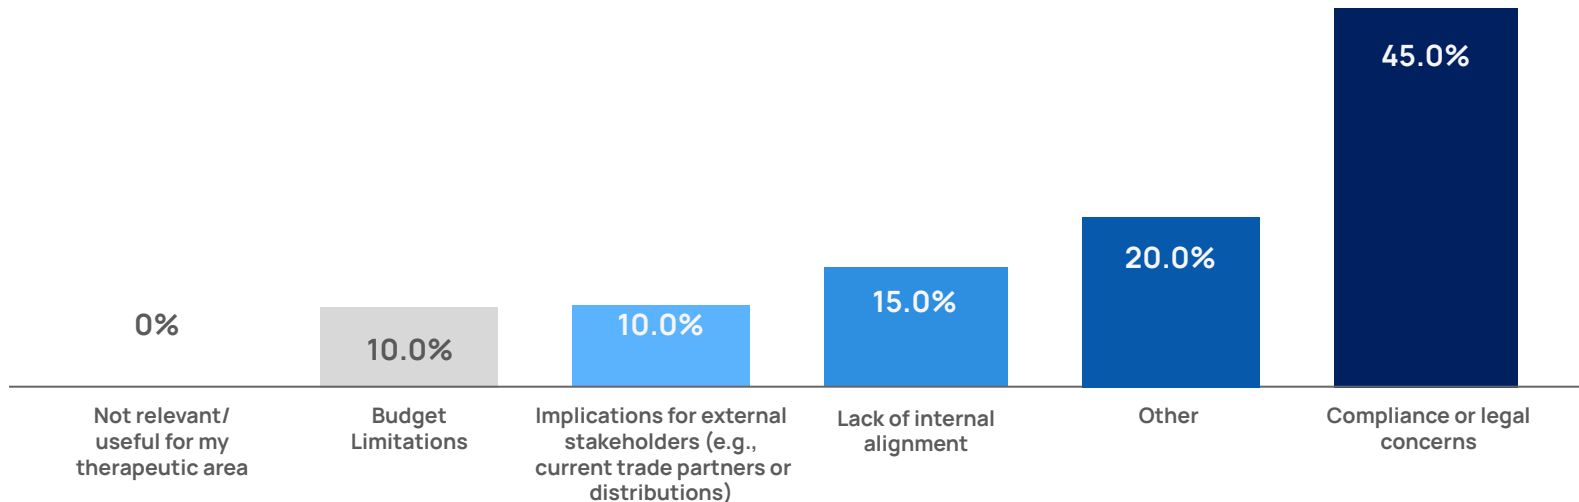 45.0%
20.0%
15.0%
0%
10.0%
10.0%
Not relevant/
useful for my
therapeutic area
Budget
Limitations
Implications for external
stakeholders (e.g.,
current trade partners or
distributions)
Lack of internal
alignment
Other
Compliance or legal
concerns